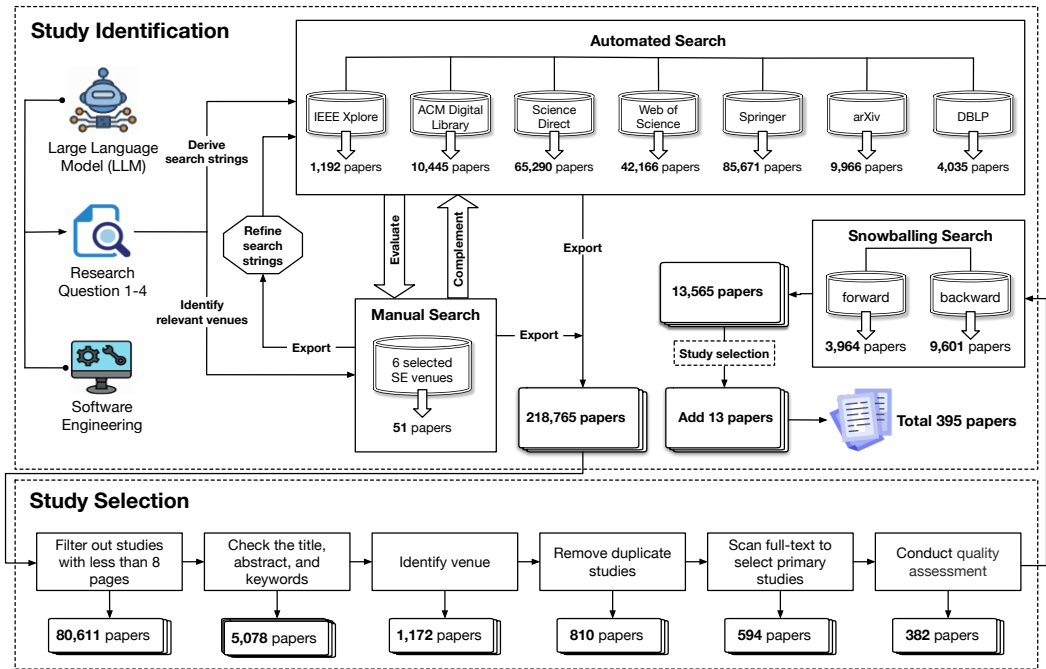 Study Identification
Automated Search
IEEE Xplore
1,192 papers
ACM Digital
Library
10,445 papers
Science
Direct
65,290 papers
Web of
Science
42,166 papers
Springer
85,671 papers
arXiv
9,966 papers
DBLP
4,035 papers
Large Language
Model (LLM)
Derive
search strings
Research
Question 1-4
Refine
search
strings
Identify
relevant venues
Software
Engineering
Evaluate
Complement
Export
Manual Search
6 selected
SE venues
51 papers
Export
Export
218,765 papers
Snowballing Search
forward
3,964 papers
backward
9,601 papers
13,565 papers
Study selection
Add 13 papers
Total 395 papers
Study Selection
Filter out studies
with less than 8
pages
80,611 papers
Check the title,
abstract, and
keywords
5,078 papers
Identify venue
1,172 papers
Remove duplicate
studies
810 papers
Scan full-text to
select primary
studies
594 papers
Conduct quality
assessment
382 papers